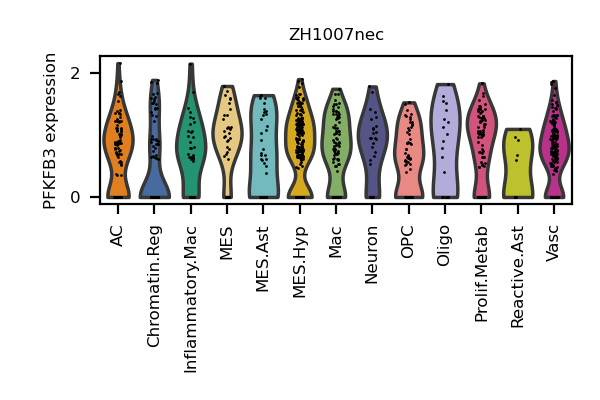 ZH1007nec
PFKFB3 expression
2
0
AC
Chromatin.Reg
Inflammatory.Mac
MES
MES.Ast
MES.Hyp
Mac
Neuron
OPC
Oligo
Prolif.Metab
Reactive.Ast
Vasc